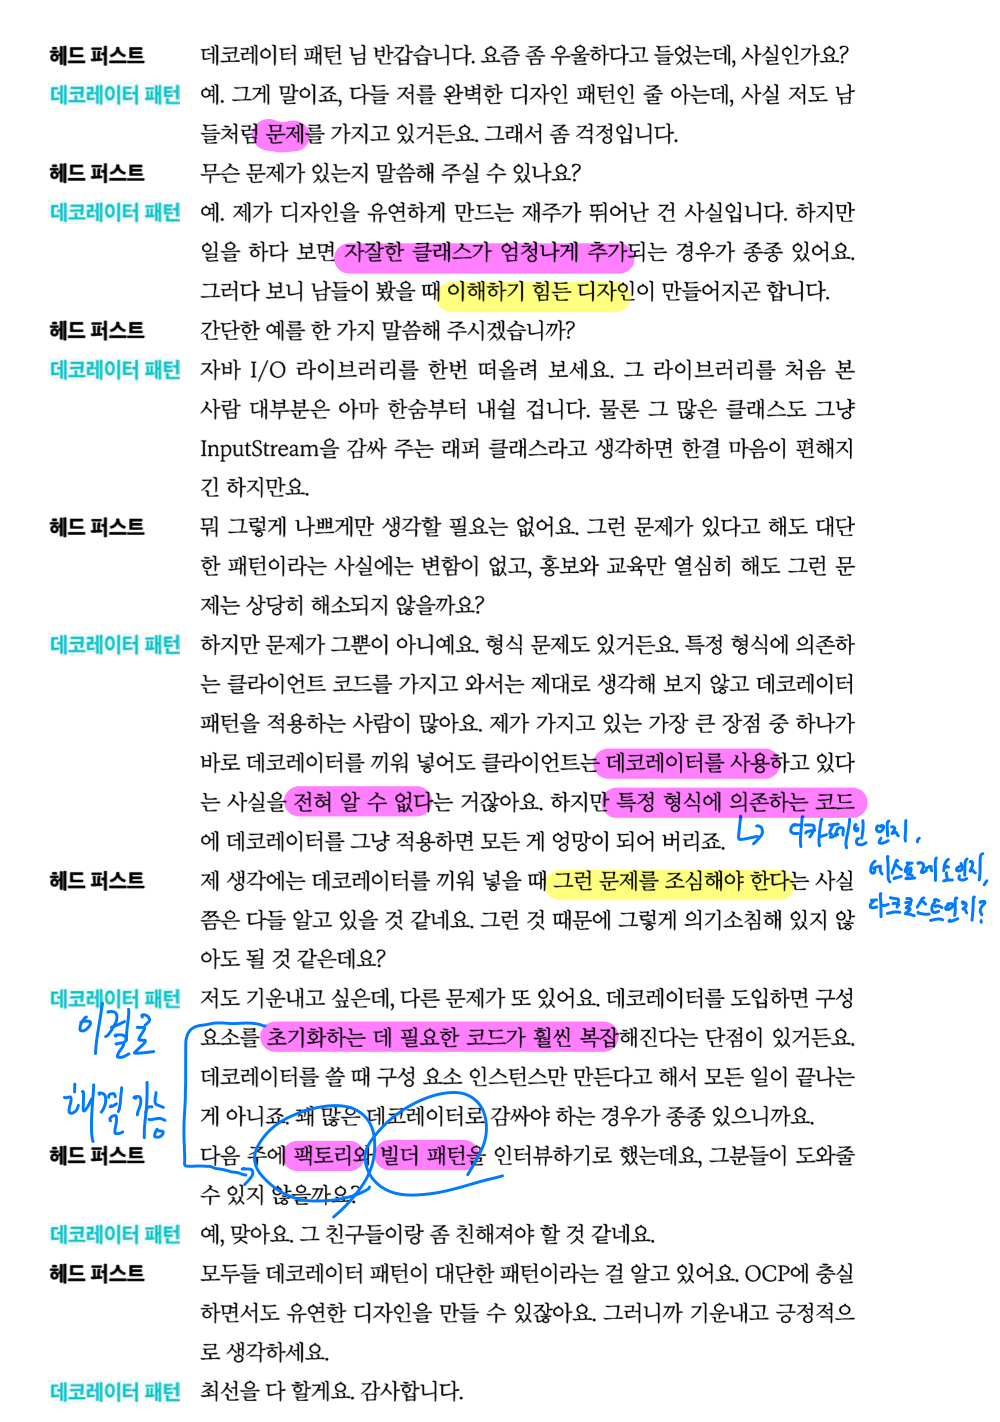 헤드 퍼스트 데코레이터 패턴 님 반갑습니다. 요즘 좀 우울하다고 들었는데, 사실인가요?
데코레이터 패턴 예. 그게 말이죠, 다들 저를 완벽한 디자인 패턴인 줄 아는데, 사실 저도 남
들처럼 문제를 가지고 있거든요. 그래서 좀 걱정입니다.
헤드 퍼스트 무슨 문제가 있는지 말씀해 주실 수 있나요?
데코레이터 패턴 예. 제가 디자인을 유연하게 만드는 재주가 뛰어난 건 사실입니다. 하지만
일을 하다 보면 자잘한 클래스가 엄청나게 추가되는 경우가 종종 있어요.
그러다 보니 남들이 봤을 때 이해하기 힘든 디자인이 만들어지곤 합니다.
헤드 퍼스트 간단한 예를 한 가지 말씀해 주시겠습니까?
데코레이터 패턴 자바 I/O 라이브러리를 한번 떠올려 보세요. 그 라이브러리를 처음 본
사람 대부분은 아마 한숨부터 내쉴 겁니다. 물론 그 많은 클래스도 그냥
InputStream을 감싸 주는 래퍼 클래스라고 생각하면 한결 마음이 편해지
긴 하지만요.
헤드 퍼스트 뭐 그렇게 나쁘게만 생각할 필요는 없어요. 그런 문제가 있다고 해도 대단
한 패턴이라는 사실에는 변함이 없고, 홍보와 교육만 열심히 해도 그런 문
제는 상당히 해소되지 않을까요?
데코레이터 패턴 하지만 문제가 그뿐이 아니예요. 형식 문제도 있거든요. 특정 형식에 의존하
는 클라이언트 코드를 가지고 와서는 제대로 생각해 보지 않고 데코레이터
패턴을 적용하는 사람이 많아요. 제가 가지고 있는 가장 큰 장점 중 하나가
바로 데코레이터를 끼워 넣어도 클라이언트는 데코레이터를 사용하고 있다
는 사실을 전혀 알 수 없다는 거잖아요. 하지만 특정 형식에 의존하는 코드
에 데코레이터를 그냥 적용하면 모든 게 엉망이 되어 버리죠.
디카페인 인지,
에스프레소인지,
다크로스트인지?
헤드 퍼스트 제 생각에는 데코레이터를 끼워 넣을 때 그런 문제를 조심해야 한다는 사실
쯤은 다들 알고 있을 것 같네요. 그런 것 때문에 그렇게 의기소침해 있지 않
아도 될 것 같은데요?
데코레이터 패턴 저도 기운내고 싶은데, 다른 문제가 또 있어요. 데코레이터를 도입하면 구성
요소를 초기화하는 데 필요한 코드가 훨씬 복잡해진다는 단점이 있거든요.
데코레이터를 쓸 때 구성 요소 인스턴스만 만든다고 해서 모든 일이 끝나는
게 아니죠. 꽤 많은 데코레이터로 감싸야 하는 경우가 종종 있으니까요.
이걸로
해결 가능
헤드 퍼스트 다음 주에 팩토리와 빌더 패턴을 인터뷰하기로 했는데요, 그분들이 도와줄
수 있지 않을까요?
데코레이터 패턴 예, 맞아요. 그 친구들이랑 좀 친해져야 할 것 같네요.
헤드 퍼스트 모두들 데코레이터 패턴이 대단한 패턴이라는 걸 알고 있어요. OCP에 충실
하면서도 유연한 디자인을 만들 수 있잖아요. 그러니까 기운내고 긍정적으
로 생각하세요.
데코레이터 패턴 최선을 다 할게요. 감사합니다.